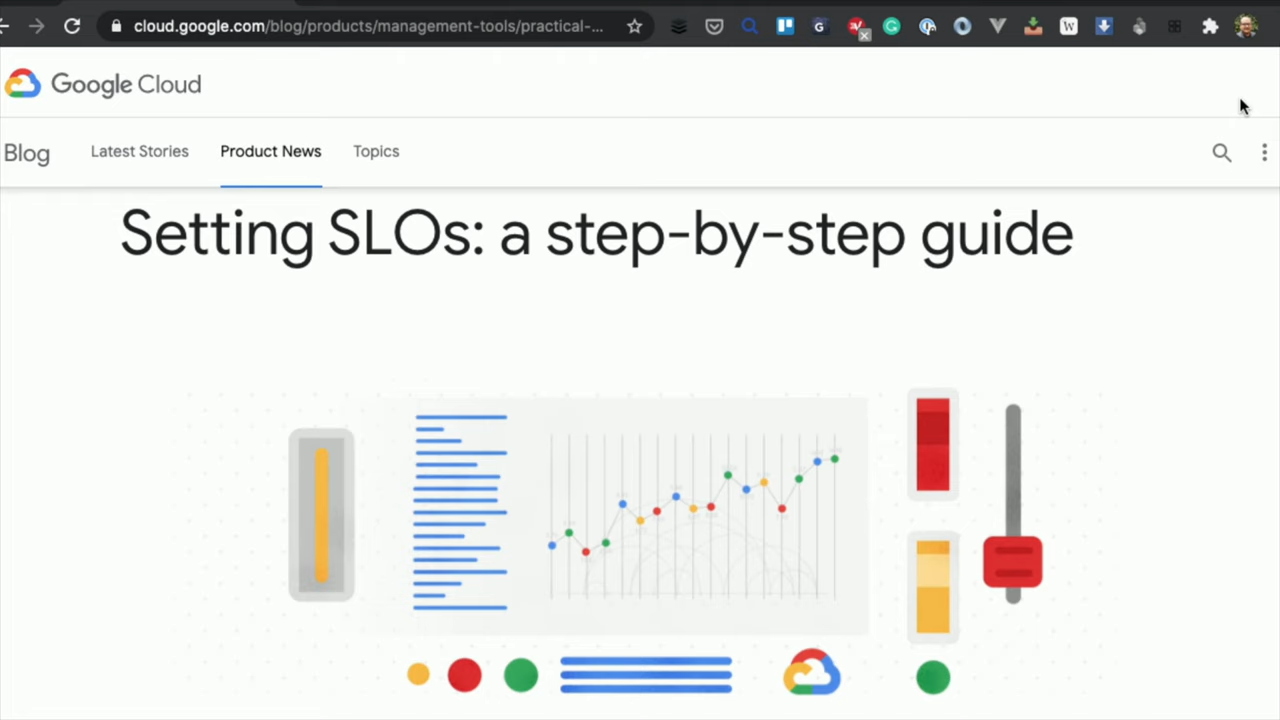 cloud.google.com/blog/products/management-tools/practical-...
Google Cloud
Blog
Latest Stories
Product News
Topics
Setting SLOs: a step-by-step guide